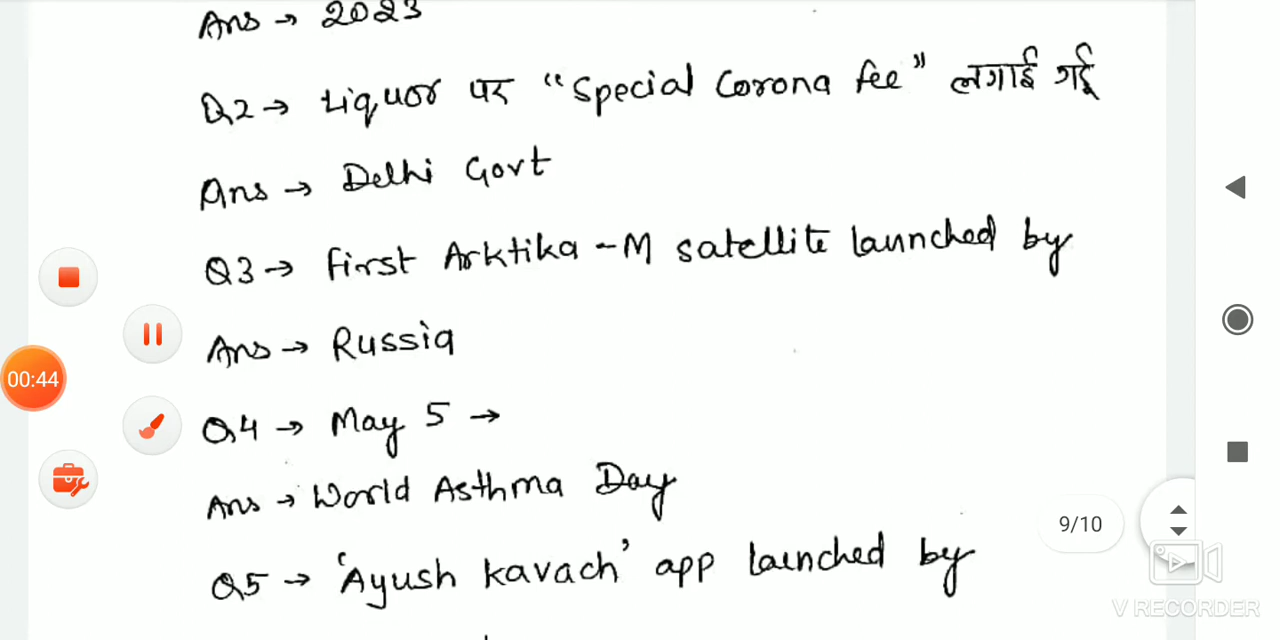 Ans → 2023
Q2 → Liquor पर "Special Corona fee" लगाई गई
Ans → Delhi Govt
Q3 → First Arktika-M satellite launched by
Ans → Russia
00:44
Q4 → May 5 →
Ans → World Asthma Day
9/10
Q5 → 'Ayush kavach' app launched by
V RECORDER